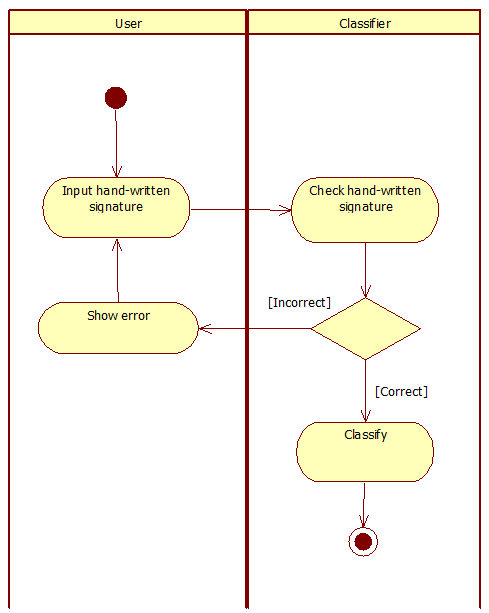 User
Classifier
Input hand-written
signature
Check hand-written
signature
[Incorrect]
Show error
[Correct]
Classify